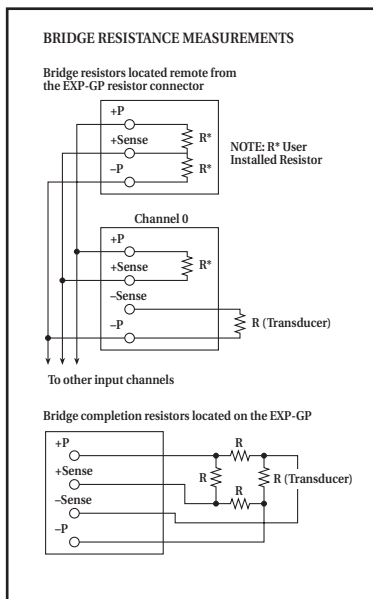 BRIDGE RESISTANCE MEASUREMENTS
Bridge resistors located remote from
the EXP-GP resistor connector
+P
+Sense
–P
R*
R*
NOTE: R* User
Installed Resistor
Channel 0
+P
+Sense
–Sense
–P
R*
R (Transducer)
To other input channels
Bridge completion resistors located on the EXP-GP
+P
+Sense
–Sense
–P
R
R
R
R (Transducer)